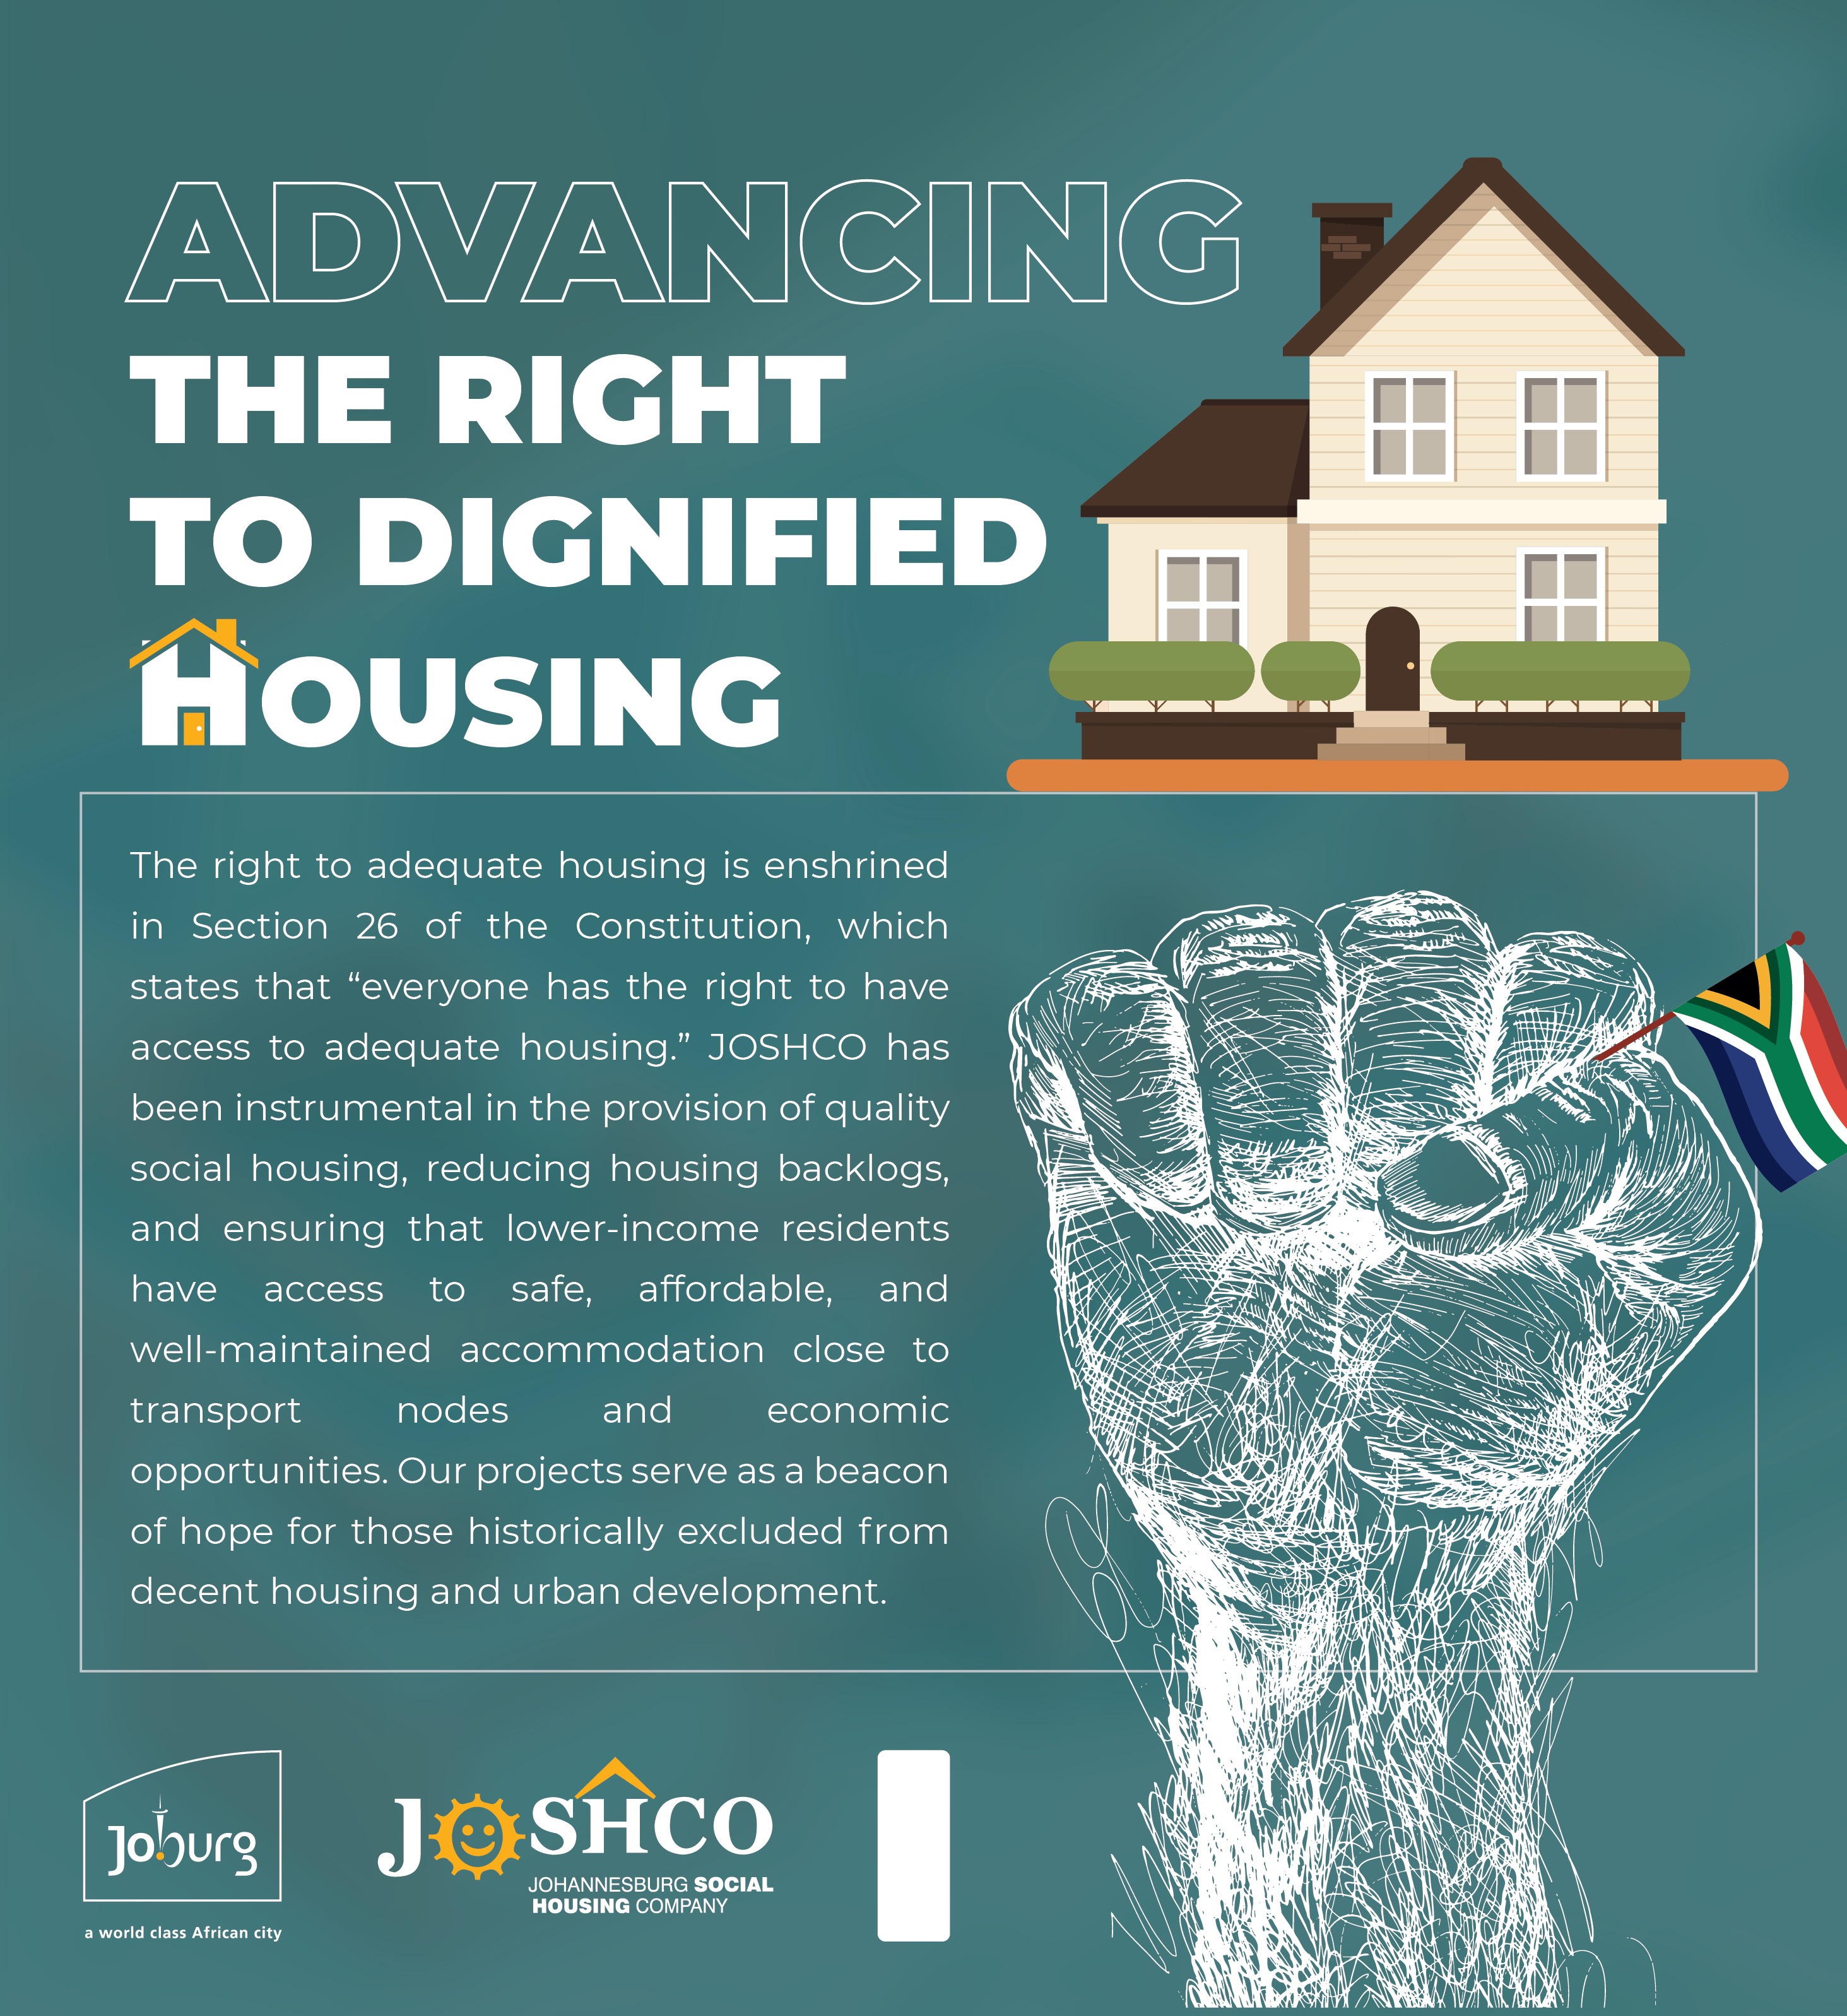 ADVANCING
THE RIGHT
TO DIGNIFIED
HOUSING
The right to adequate housing is enshrined
in Section 26 of the Constitution, which
states that “everyone has the right to have
access to adequate housing.” JOSHCO has
been instrumental in the provision of quality
social housing, reducing housing backlogs,
and ensuring that lower-income residents
have access to safe, affordable, and
well-maintained accommodation close to
transport nodes and economic
opportunities. Our projects serve as a beacon
of hope for those historically excluded from
decent housing and urban development.
Joburg
a world class African city
JOSHCO
JOHANNESBURG SOCIAL
HOUSING COMPANY